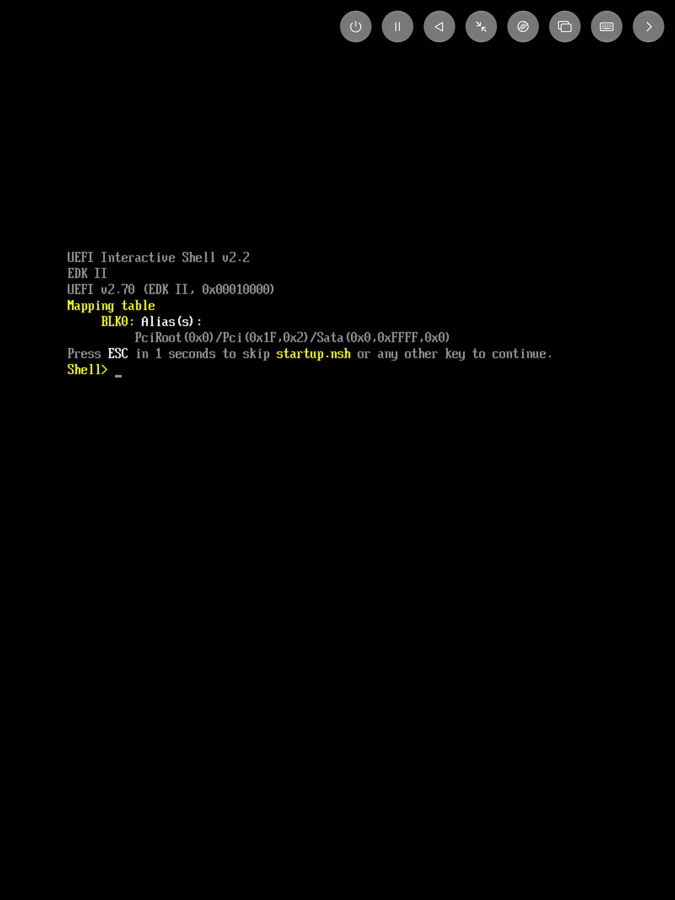 UEFI Interactive Shell v2.2
EDK II
UEFI v2.70 (EDK II, 0x00010000)
Mapping table
BLK0: Alias(s):
PciRoot(0x0)/Pci(0x1F,0x2)/Sata(0x0,0xFFFF,0x0)
Press ESC in 1 seconds to skip startup.nsh or any other key to continue.
Shell> _